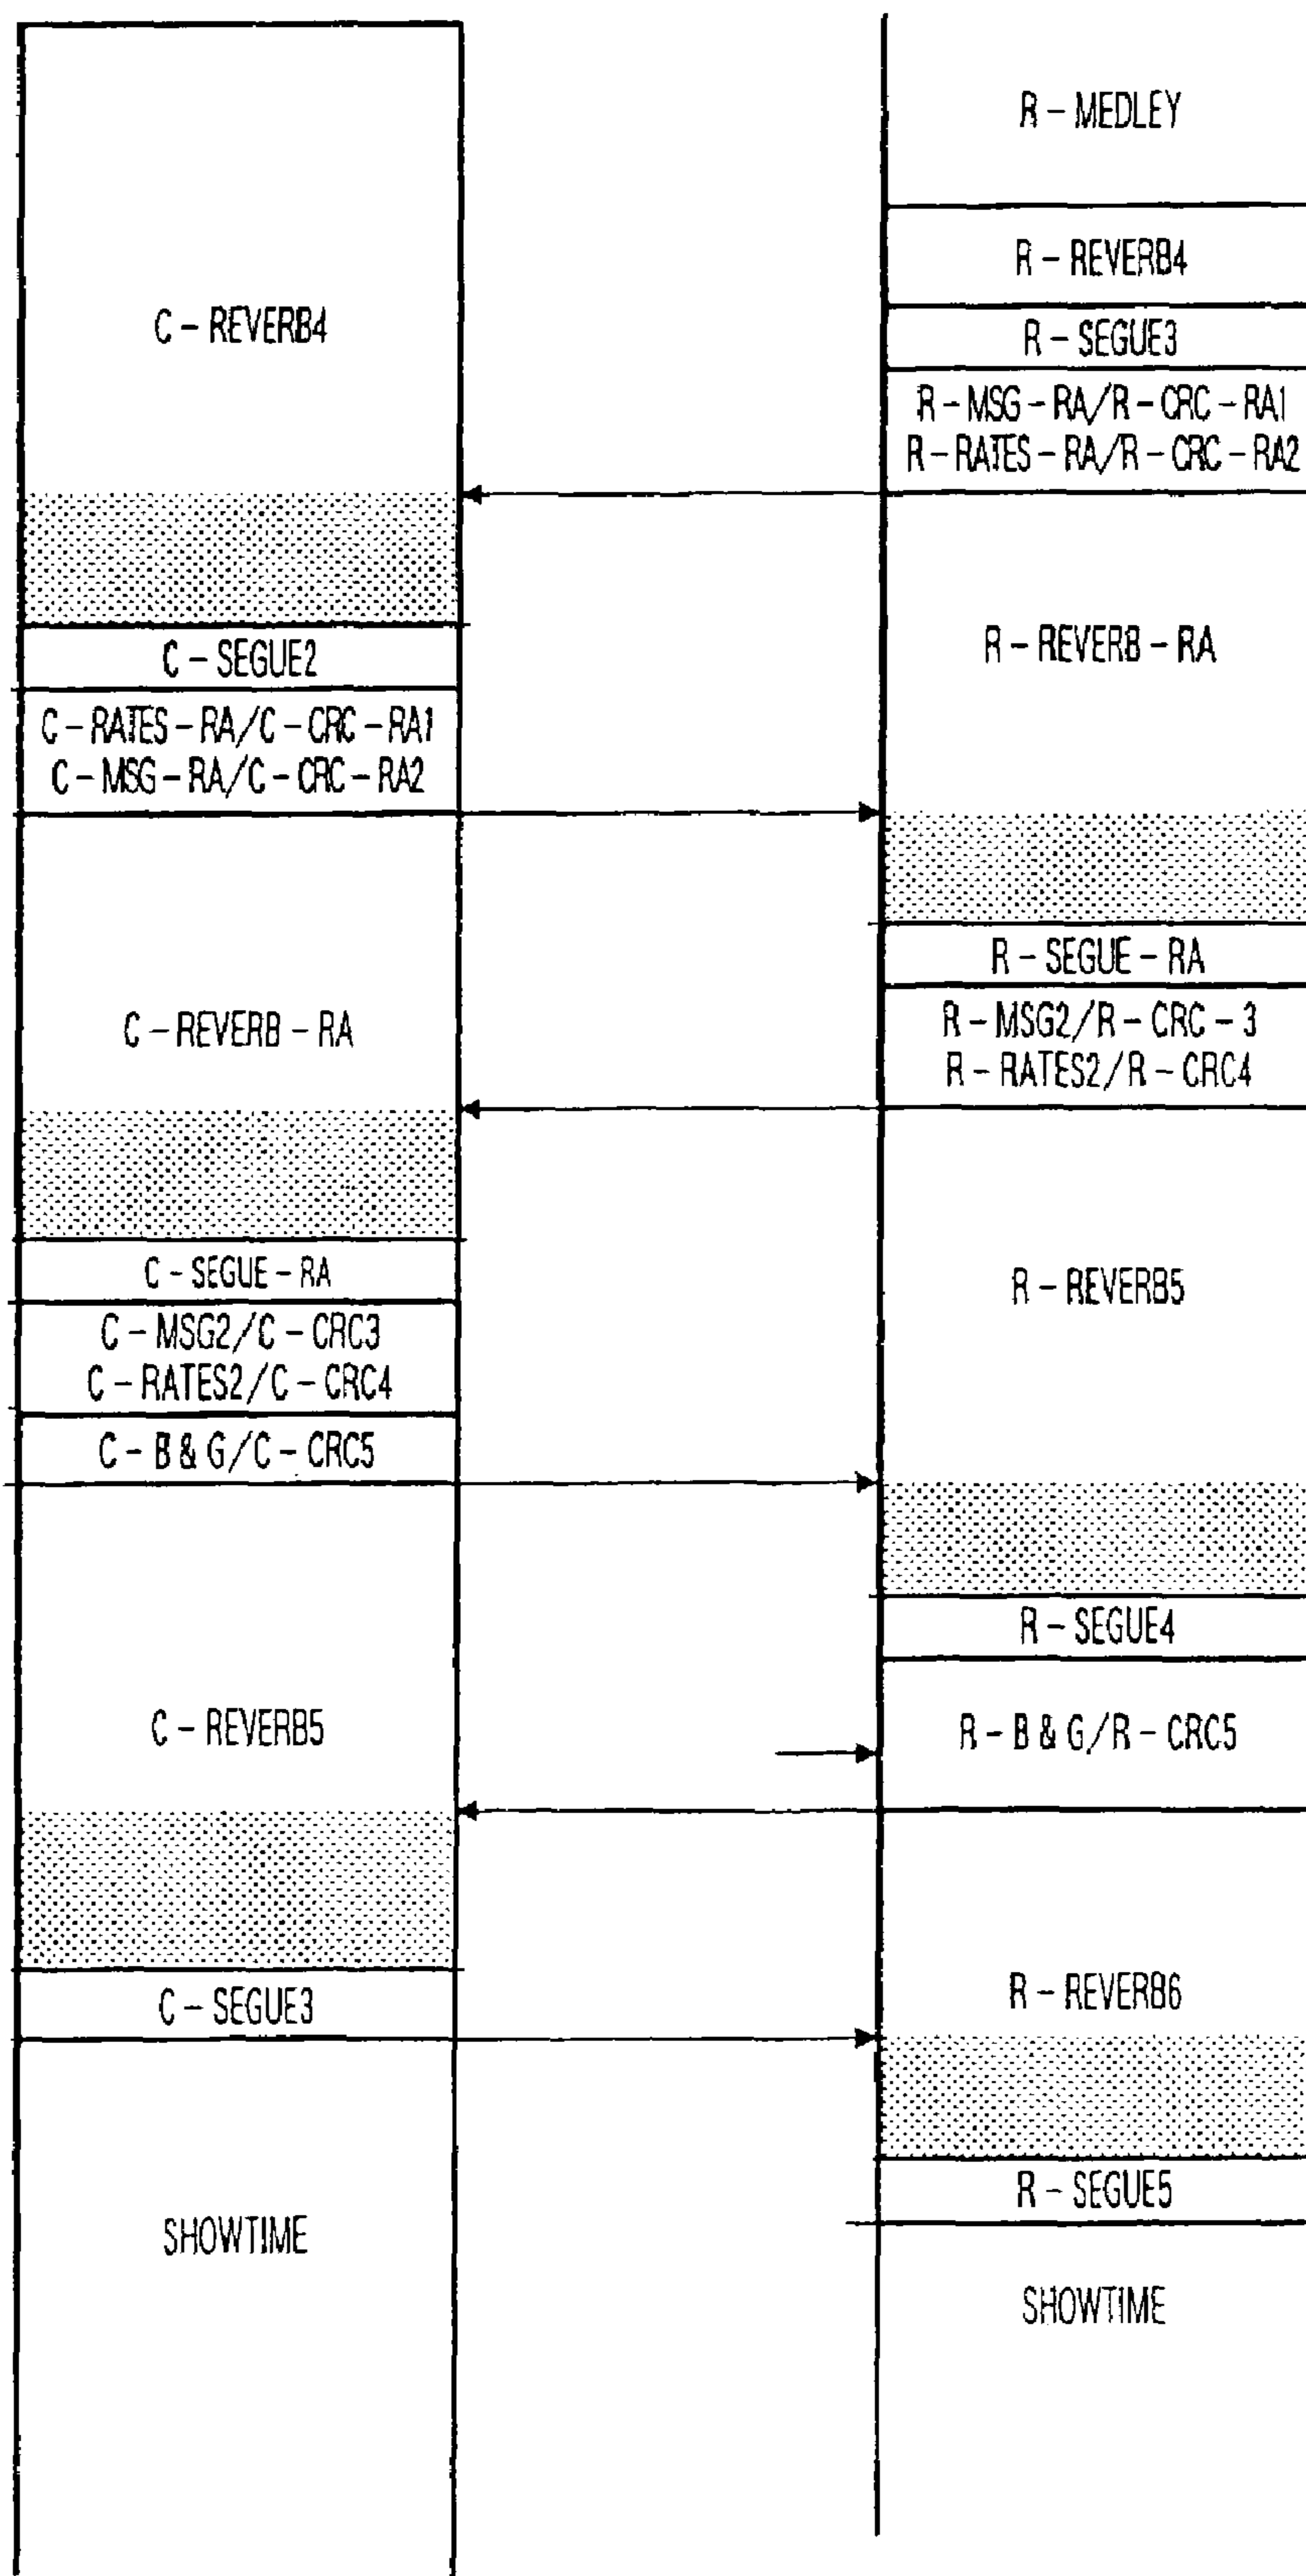 C - REVERB4
C - SEGUE2
C - RATES - RA/C - CRC - RA1
C - MSG - RA/C - CRC - RA2
C - REVERB - RA
C - SEGUE - RA
C - MSG2/C - CRC3
C - RATES2/C - CRC4
C - B & G/C - CRC5
C - REVERB5
C - SEGUE3
SHOWTIME
R - MEDLEY
R - REVERB4
R - SEGUE3
R - MSG - RA/R - CRC - RA1
R - RATES - RA/R - CRC - RA2
R - REVERB - RA
R - SEGUE - RA
R - MSG2/R - CRC - 3
R - RATES2/R - CRC4
R - REVERB5
R - SEGUE4
R - B & G/R - CRC5
R - REVERB6
R - SEGUE5
SHOWTIME